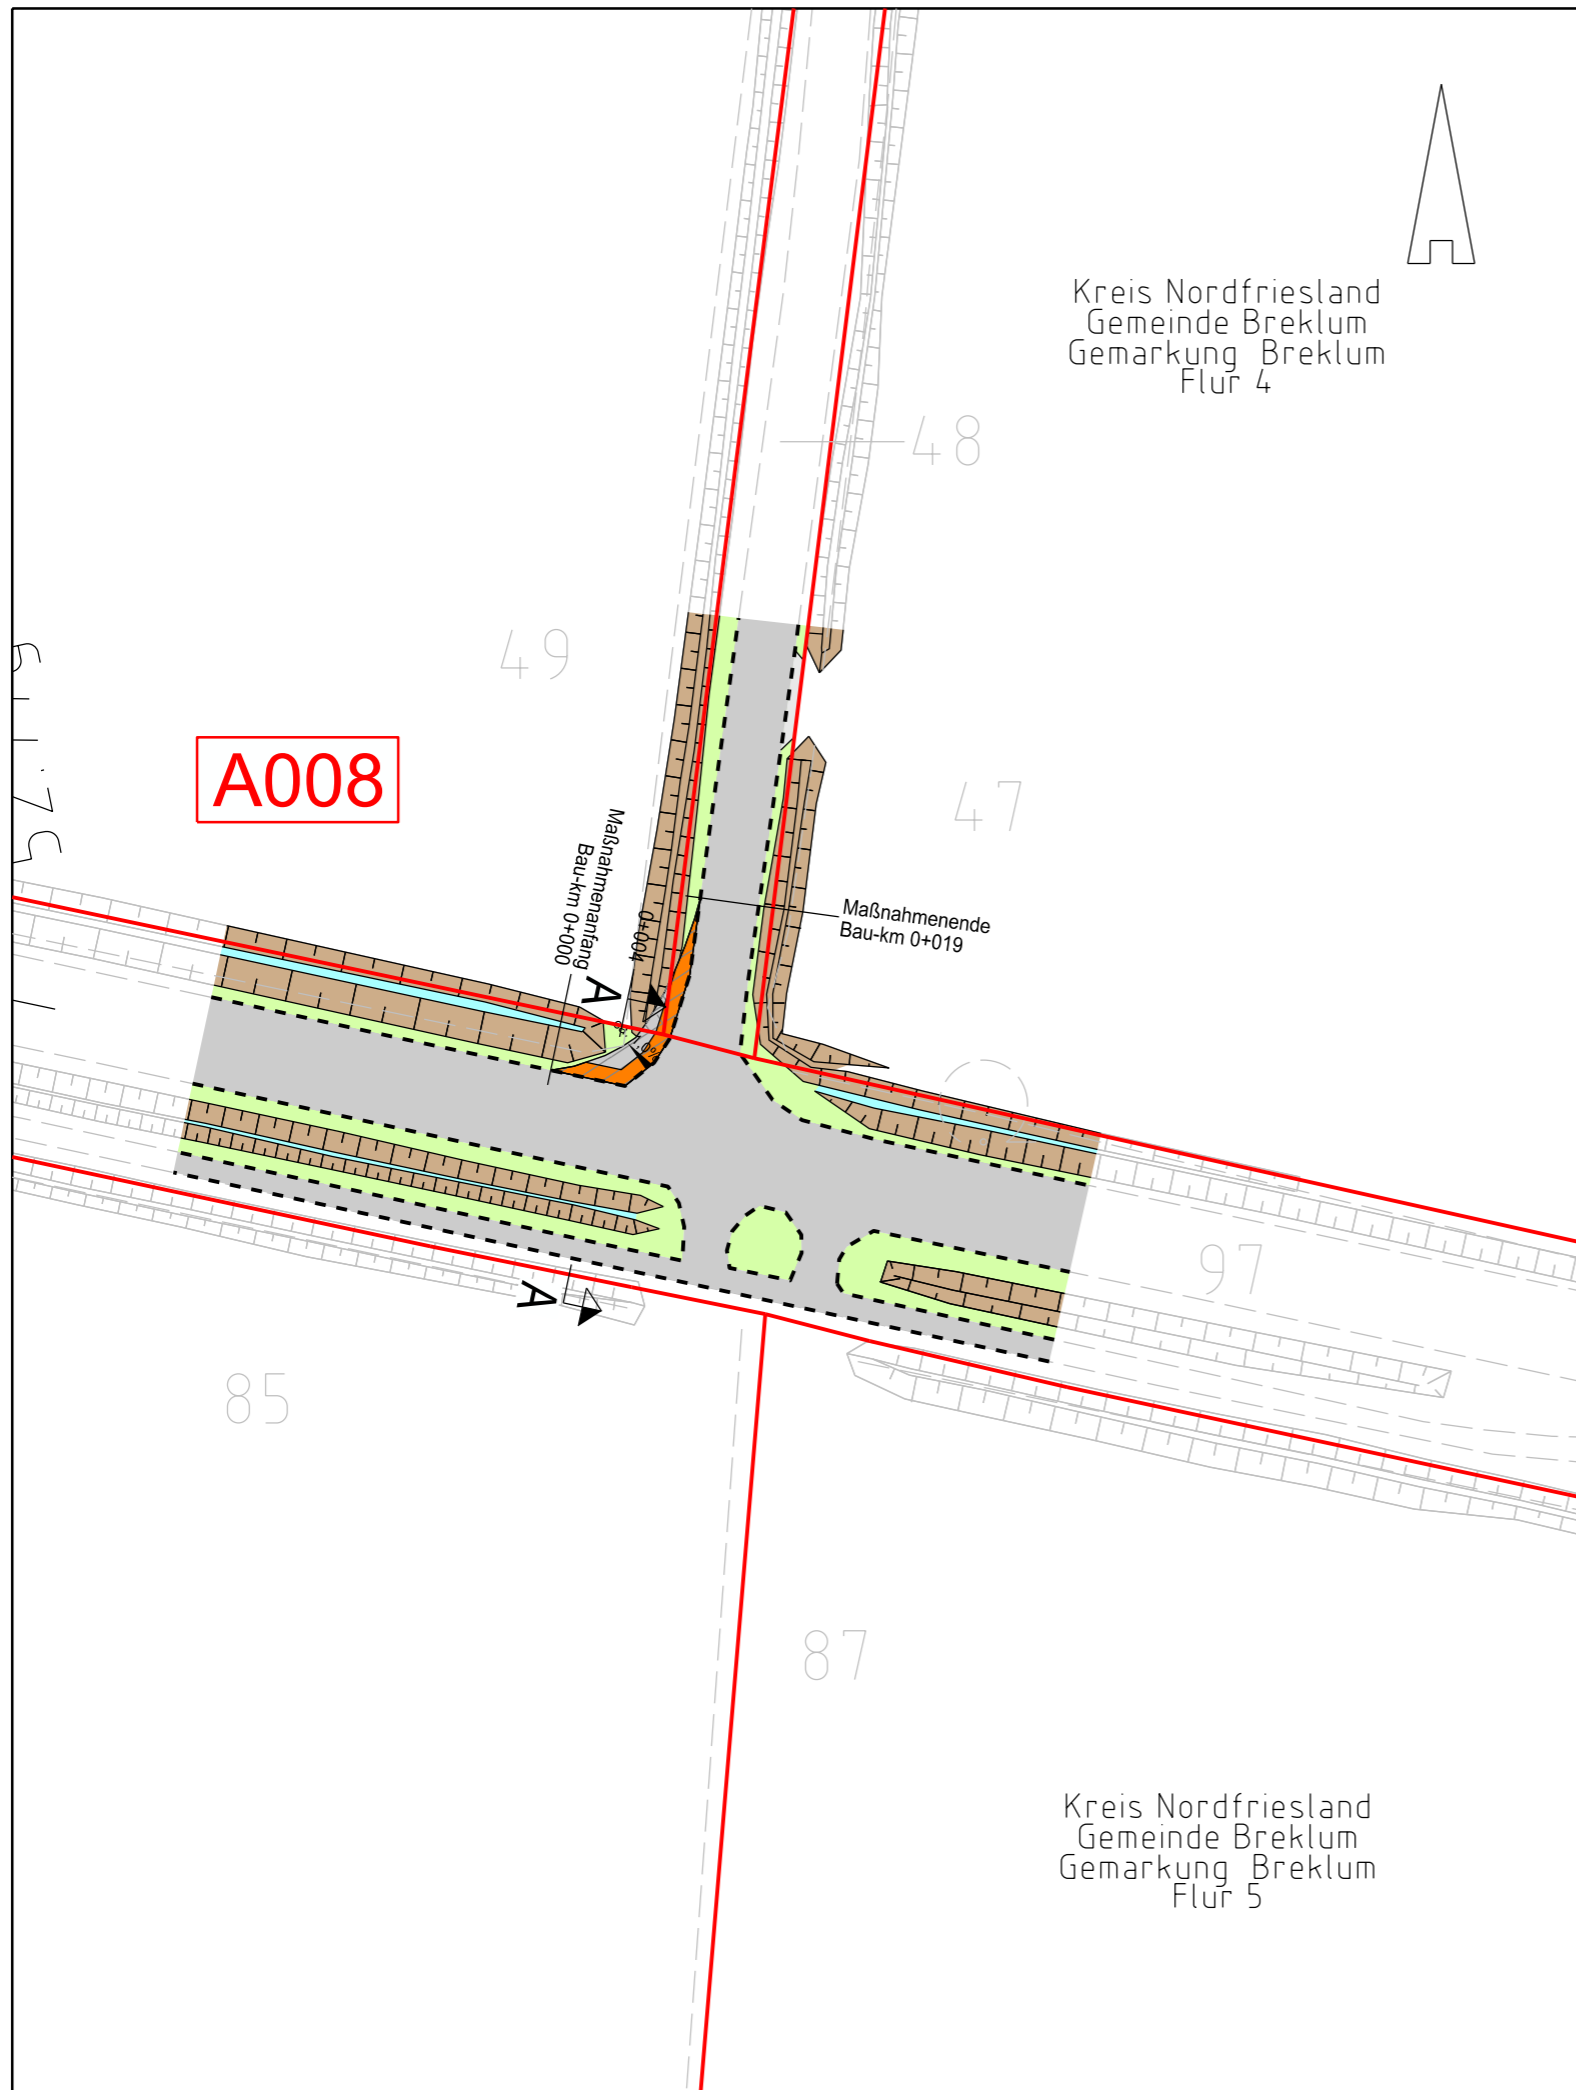 Kreis Nordfriesland
Gemeinde Breklum
Gemarkung Breklum
Flur 4
48
49
A008
47
Maßnahmenanfang
Bau-km 0+000
0+004
Maßnahmenende
Bau-km 0+019
A
A
97
85
87
Kreis Nordfriesland
Gemeinde Breklum
Gemarkung Breklum
Flur 5